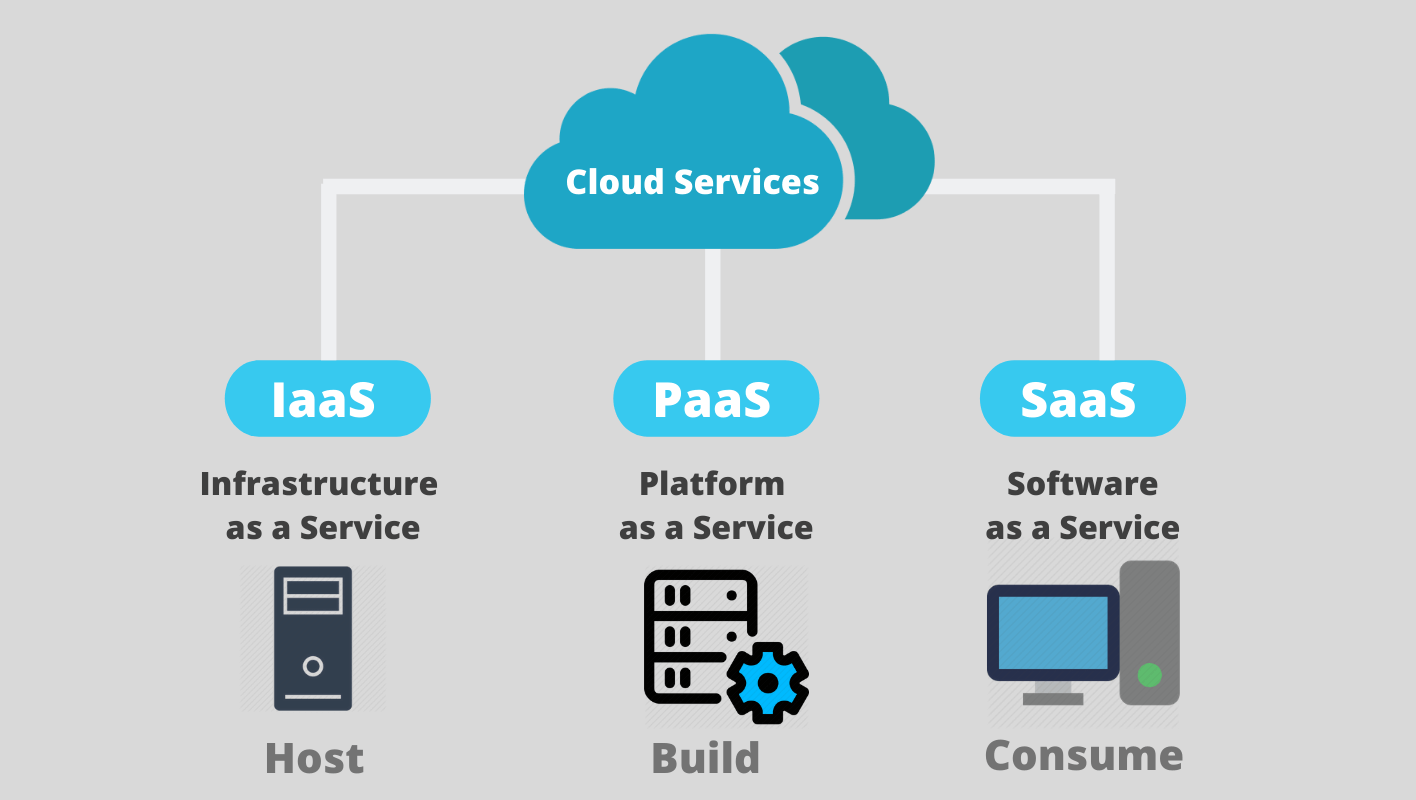 Cloud Services
IaaS
PaaS
SaaS
Infrastructure
as a Service
Platform
as a Service
Software
as a Service
Host
Build
Consume